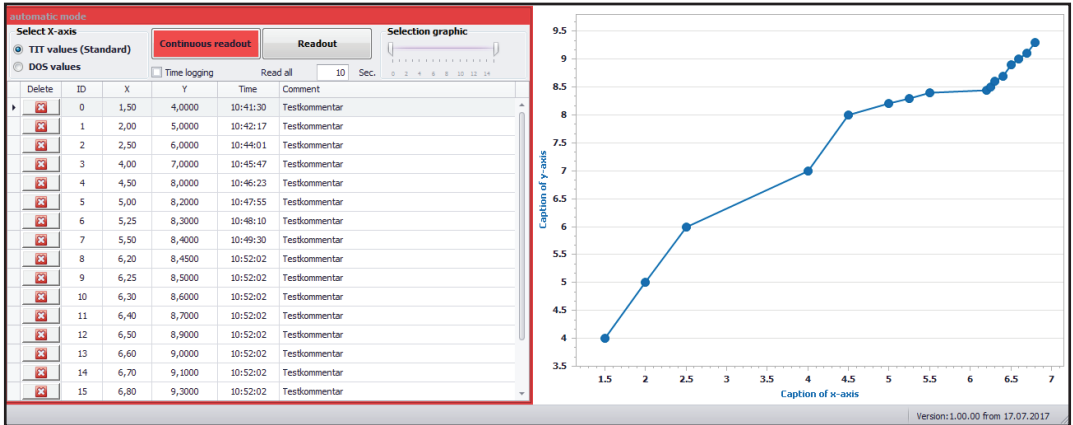 automatic mode
Select X-axis
TIT values (Standard)
DOS values
Continuous readout
Readout
Time logging
Read all 10 Sec.
Selection graphic
0 2 4 6 8 10 12 14
Delete ID X Y Time Comment
0 1,50 4,0000 10:41:30 Testkommentar
1 2,00 5,0000 10:42:17 Testkommentar
2 2,50 6,0000 10:44:01 Testkommentar
3 4,00 7,0000 10:45:47 Testkommentar
4 4,50 8,0000 10:46:23 Testkommentar
5 5,00 8,2000 10:47:55 Testkommentar
6 5,25 8,3000 10:48:10 Testkommentar
7 5,50 8,4000 10:49:30 Testkommentar
8 6,20 8,4500 10:52:02 Testkommentar
9 6,25 8,5000 10:52:02 Testkommentar
10 6,30 8,6000 10:52:02 Testkommentar
11 6,40 8,7000 10:52:02 Testkommentar
12 6,50 8,9000 10:52:02 Testkommentar
13 6,60 9,0000 10:52:02 Testkommentar
14 6,70 9,1000 10:52:02 Testkommentar
15 6,80 9,3000 10:52:02 Testkommentar
Caption of y-axis
9.5
9
8.5
8
7.5
7
6.5
6
5.5
5
4.5
4
3.5
1.5 2 2.5 3 3.5 4 4.5 5 5.5 6 6.5 7
Caption of x-axis
Version:1.00.00 from 17.07.2017